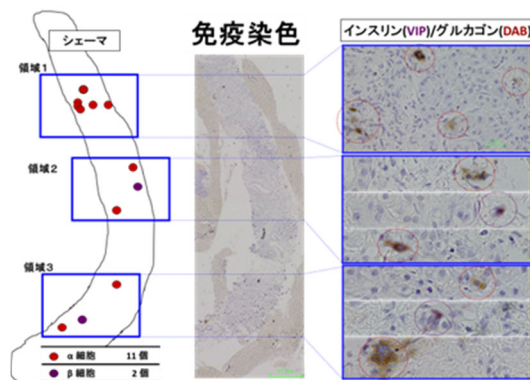 シェーマ
免疫染色
インスリン(VIP)/グルカゴン(DAB)
領域1
領域2
領域3
α 細胞 11 個
β 細胞 2 個